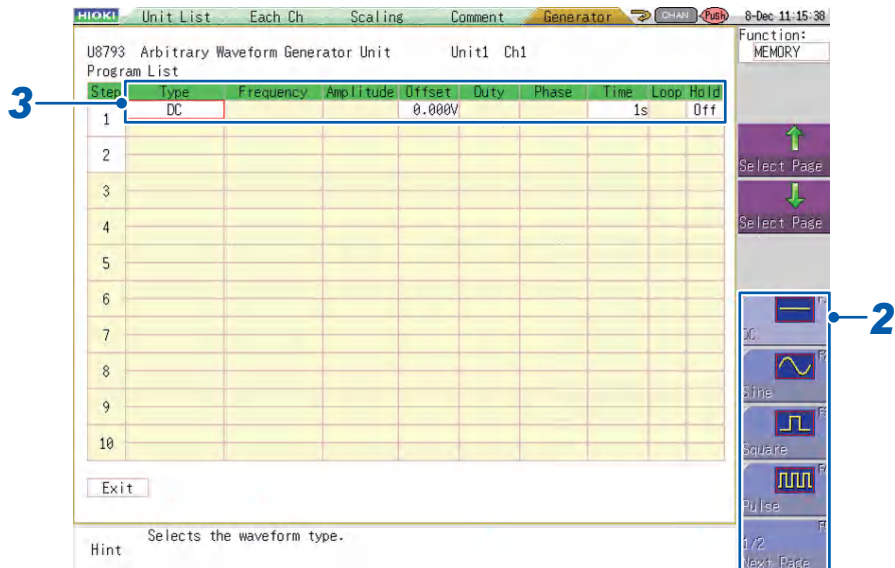 HIOKI Unit List Each Ch Scaling Comment Generator CHAN Push 8-Dec 11:15:38
Function:
MEMORY
U8793 Arbitrary Waveform Generator Unit Unit1 Ch1
Program List
Step Type Frequency Amplitude Offset Duty Phase Time Loop Hold
3
1 DC 0.000V 1s Off
2
Select Page
3
4
Select Page
5
6
7
8
9
10
2
DC
Sine
Square
Pulse
1/2
Next Page
Exit
Hint Selects the waveform type.